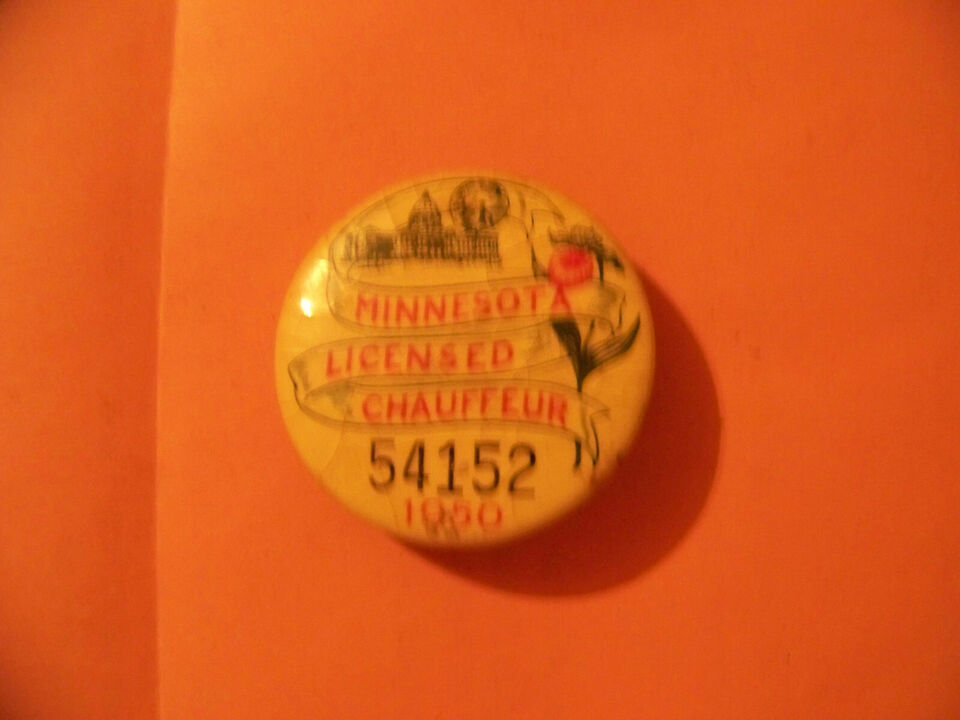 MINNESOTA
LICENSED
CHAUFFEUR
54152
1950